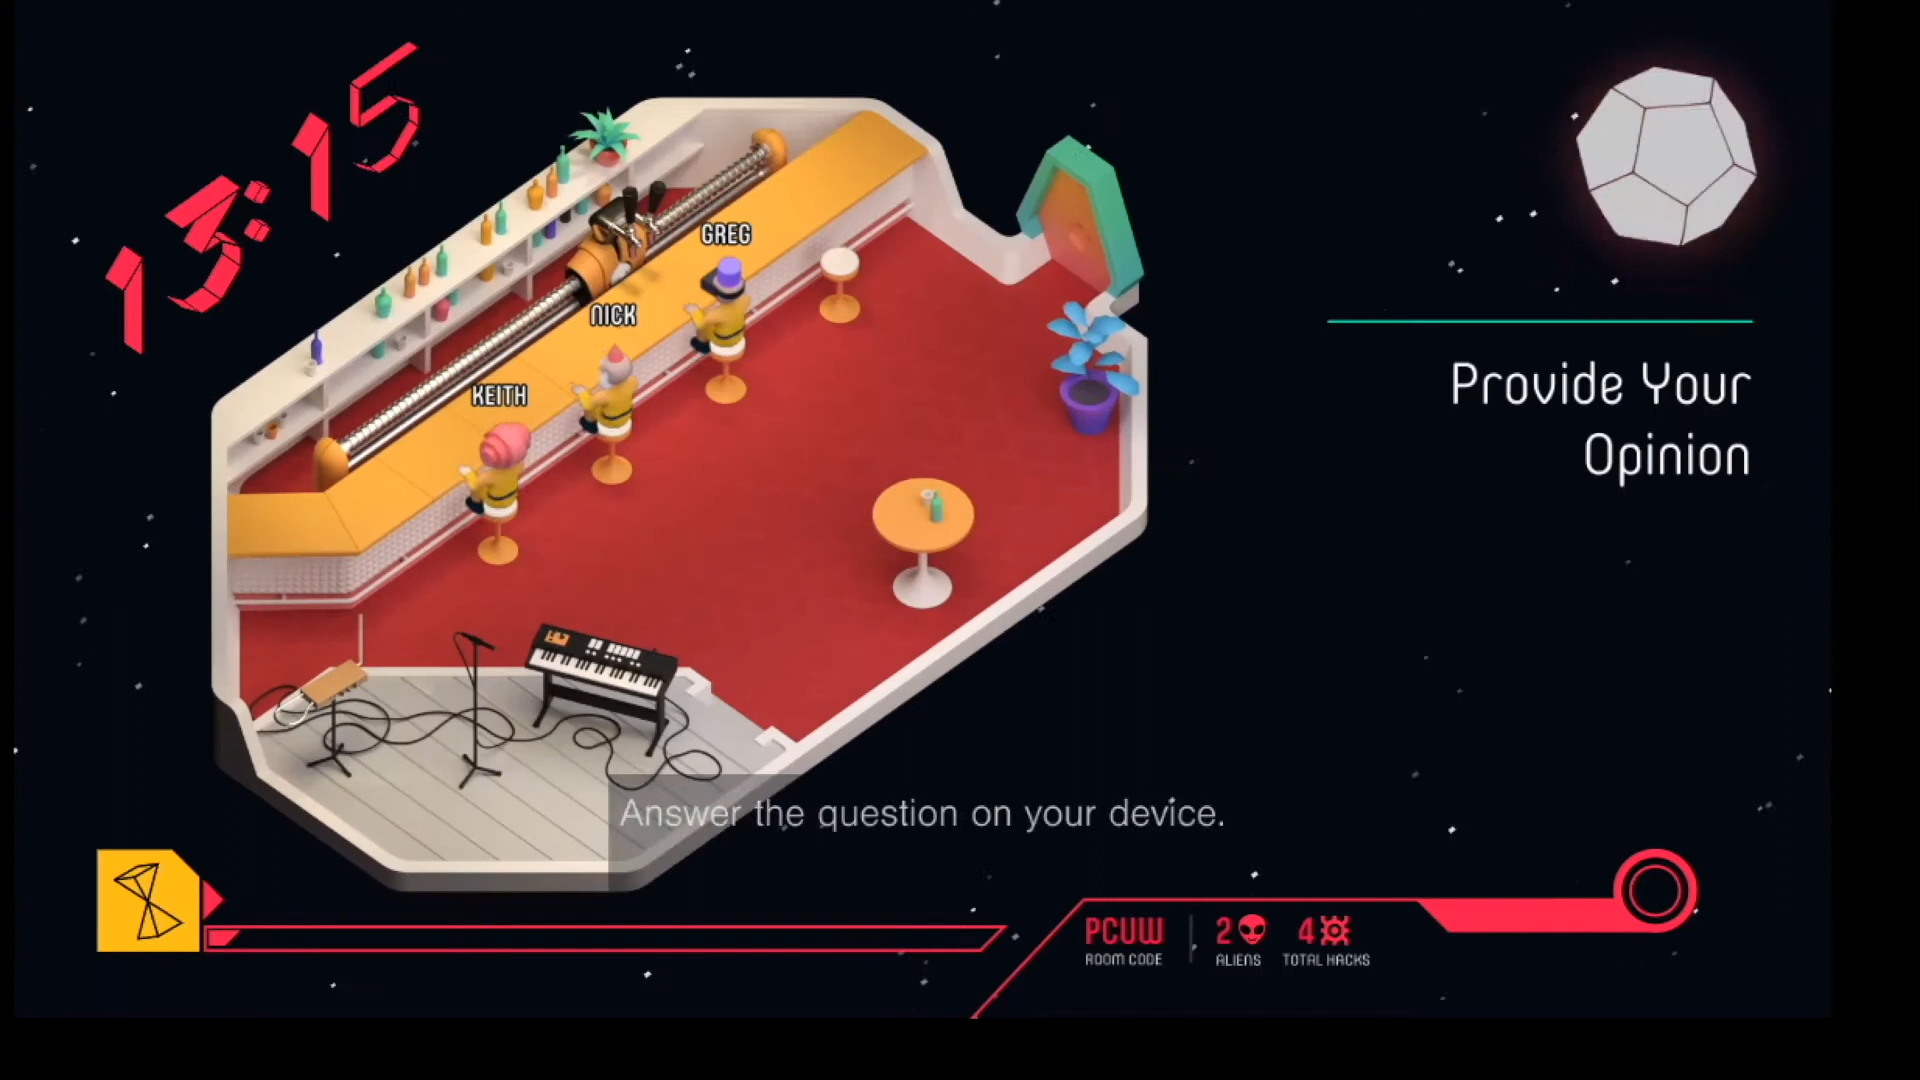 13:15
GREG
NICK
KEITH
Provide Your
Opinion
Answer the question on your device.
PCUW
ROOM CODE
2
ALIENS
4
TOTAL HACKS